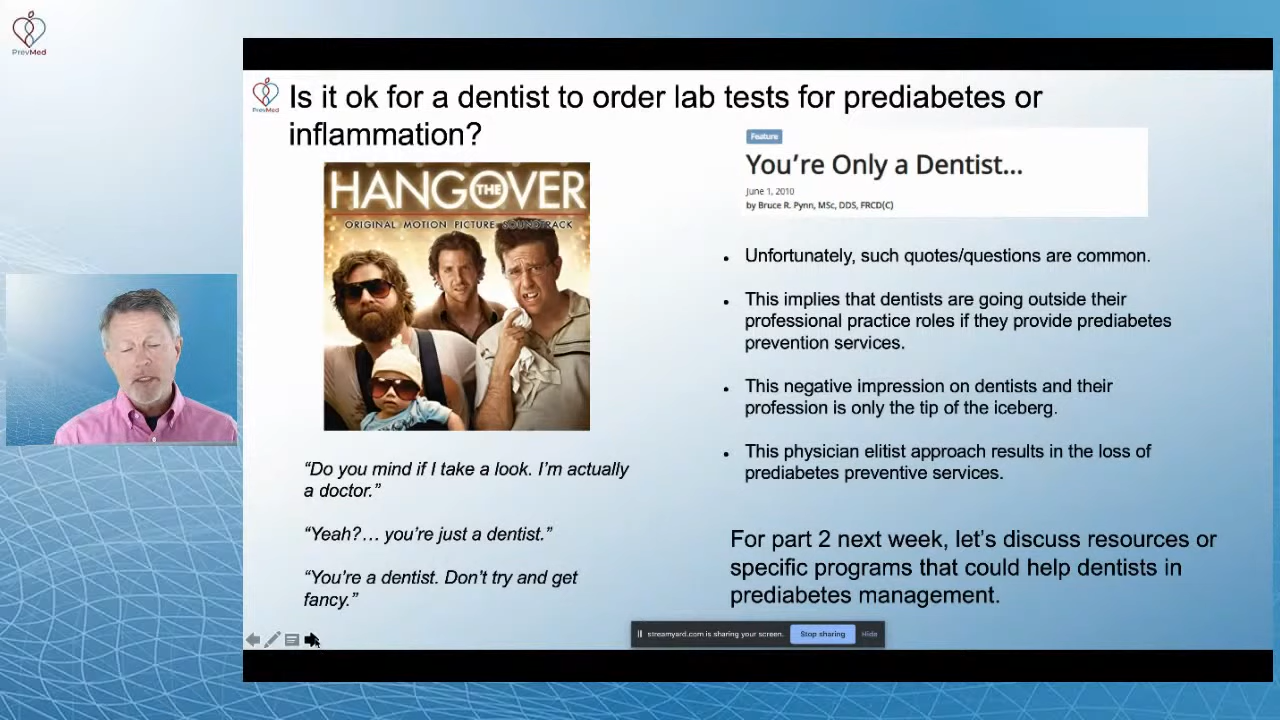 PrevMed
PrevMed
Is it ok for a dentist to order lab tests for prediabetes or
inflammation?
THE
HANGOVER
ORIGINAL MOTION PICTURE SOUNDTRACK
“Do you mind if I take a look. I’m actually
a doctor.”
“Yeah?… you’re just a dentist.”
“You’re a dentist. Don’t try and get
fancy.”
Feature
You’re Only a Dentist…
June 1, 2010
by Bruce R. Pynn, MSc, DDS, FRCD(C)
• Unfortunately, such quotes/questions are common.
• This implies that dentists are going outside their
professional practice roles if they provide prediabetes
prevention services.
• This negative impression on dentists and their
profession is only the tip of the iceberg.
• This physician elitist approach results in the loss of
prediabetes preventive services.
For part 2 next week, let’s discuss resources or
specific programs that could help dentists in
prediabetes management.
streamyard.com is sharing your screen. Stop sharing Hide